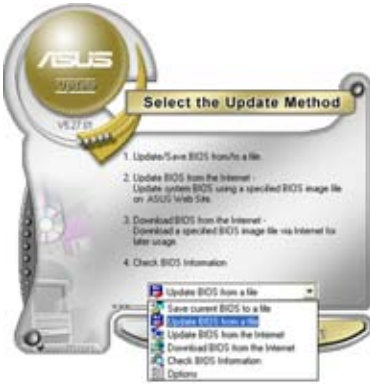 ASUS
Update
Select the Update Method
1. Update/Save BIOS from/to a file.
2. Update BIOS from the Internet -
Update system BIOS using a specified BIOS image file
on ASUS Web Site.
3. Download BIOS from the Internet -
Download a specified BIOS image file via Internet for
later usage.
4. Check BIOS Information
Update BIOS from a file
Save current BIOS to a file
Update BIOS from a file
Update BIOS from the Internet
Download BIOS from the Internet
Check BIOS Information
Options